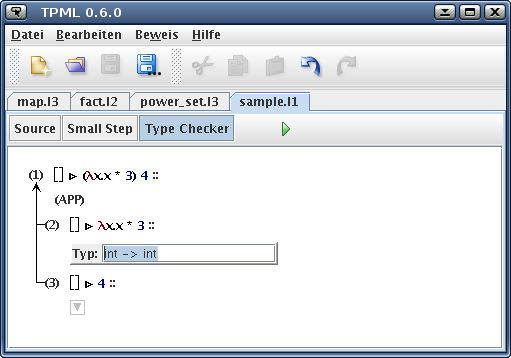 TPML 0.6.0
Datei Bearbeiten Beweis Hilfe
map.l3 fact.l2 power_set.l3 sample.l1
Source Small Step Type Checker
(1) [] ⊳ (λx.x * 3) 4 ::
(APP)
(2) [] ⊳ λx.x * 3 ::
Typ: int -> int
(3) [] ⊳ 4 ::